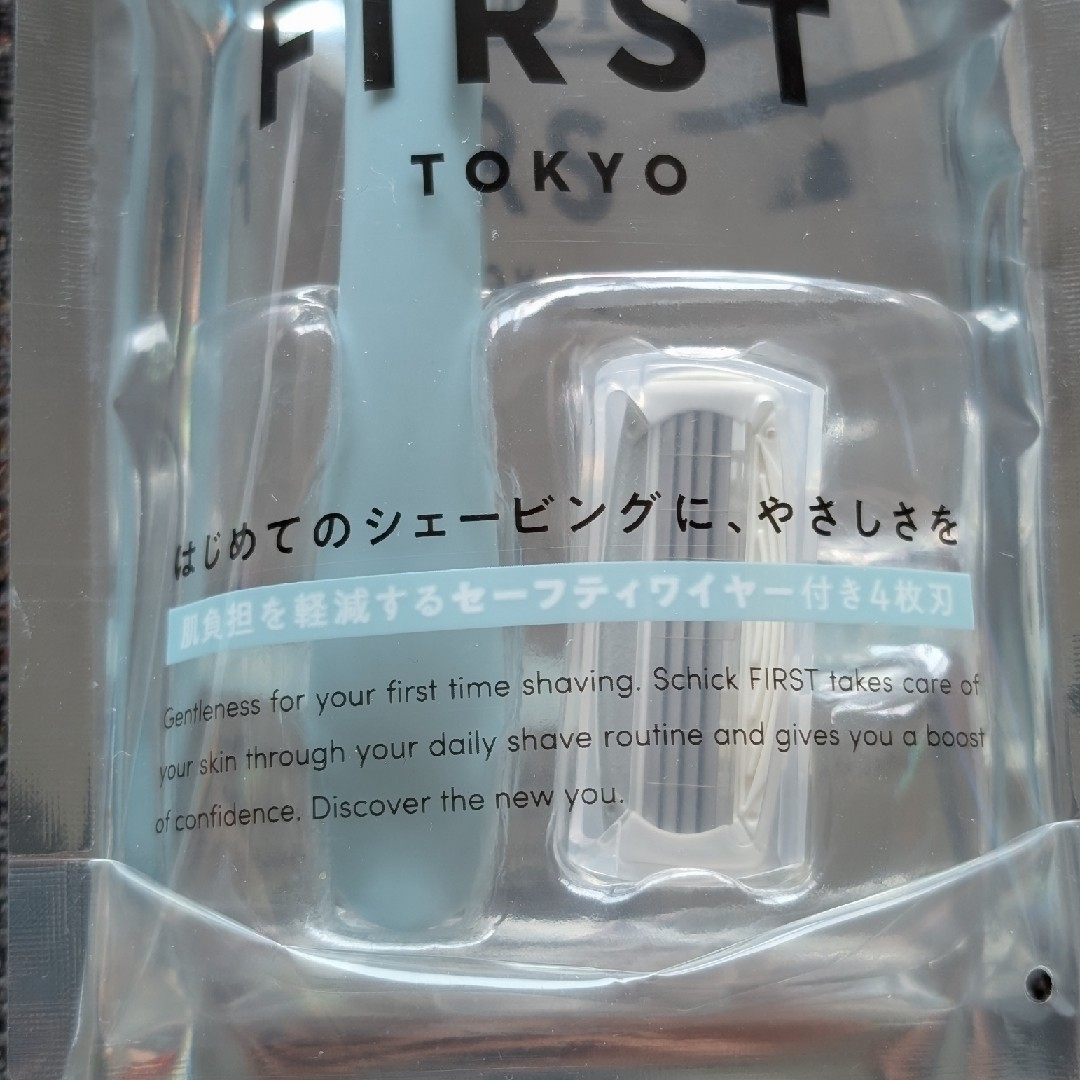 FIRST
TOKYO
はじめてのシェービングに、やさしさを
肌負担を軽減するセーフティワイヤー付き4枚刃
Gentleness for your first time shaving. Schick FIRST takes care of
your skin through your daily shave routine and gives you a boost
of confidence. Discover the new you.